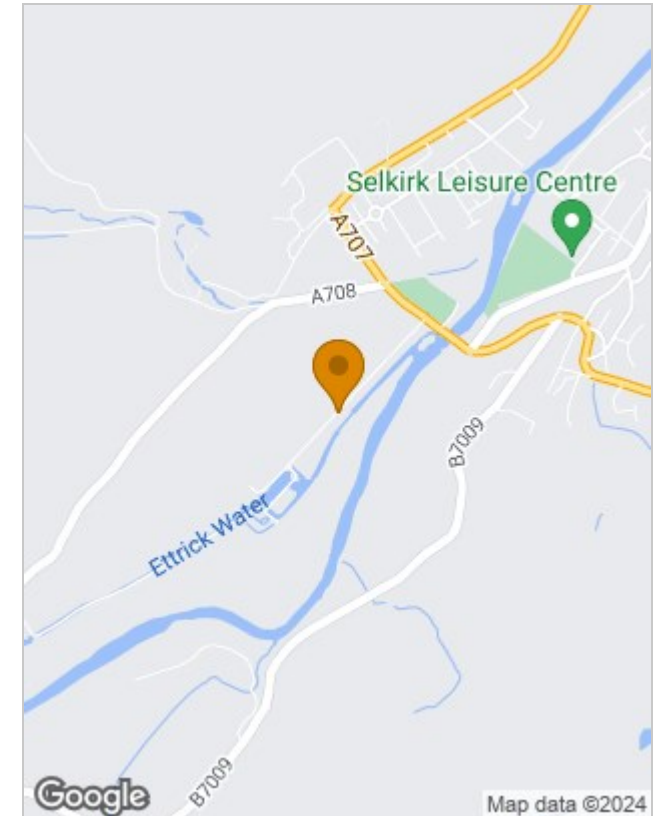 Selkirk Leisure Centre
A707
A708
B7009
Ettrick Water
B7009
Google
Map data ©2024